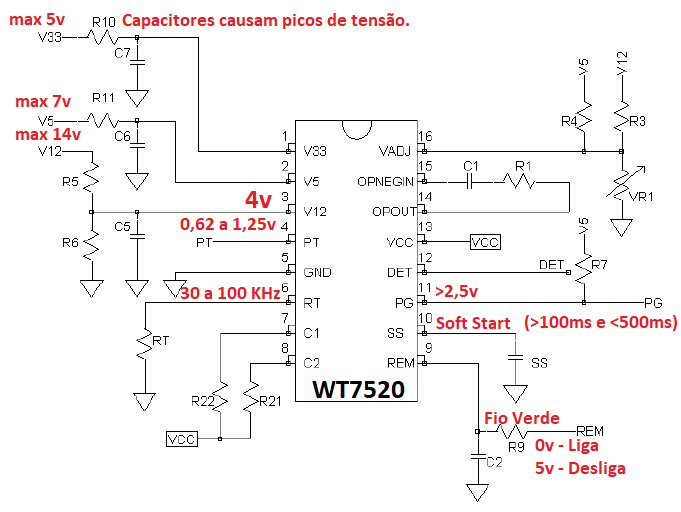 max 5v
R10
Capacitores causam picos de tensão.
V33
C7
V5
V12
max 7v
R11
V5
C6
max 14v
V12
R4
R3
1
V33
VADJ
16
R5
2
V5
OPNEGIN
15
C1
R1
VR1
4v
3
V12
OPOUT
14
0,62 a 1,25v
R6
C5
PT
4
PT
VCC
13
VCC
V5
5
GND
DET
12
DET
R7
30 a 100 KHz
6
RT
PG
11
>2,5v
PG
RT
7
C1
SS
10
Soft Start
(>100ms e <500ms)
8
C2
REM
9
SS
R22
R21
WT7520
Fio Verde
VCC
REM
R9
0v - Liga
C2
5v - Desliga